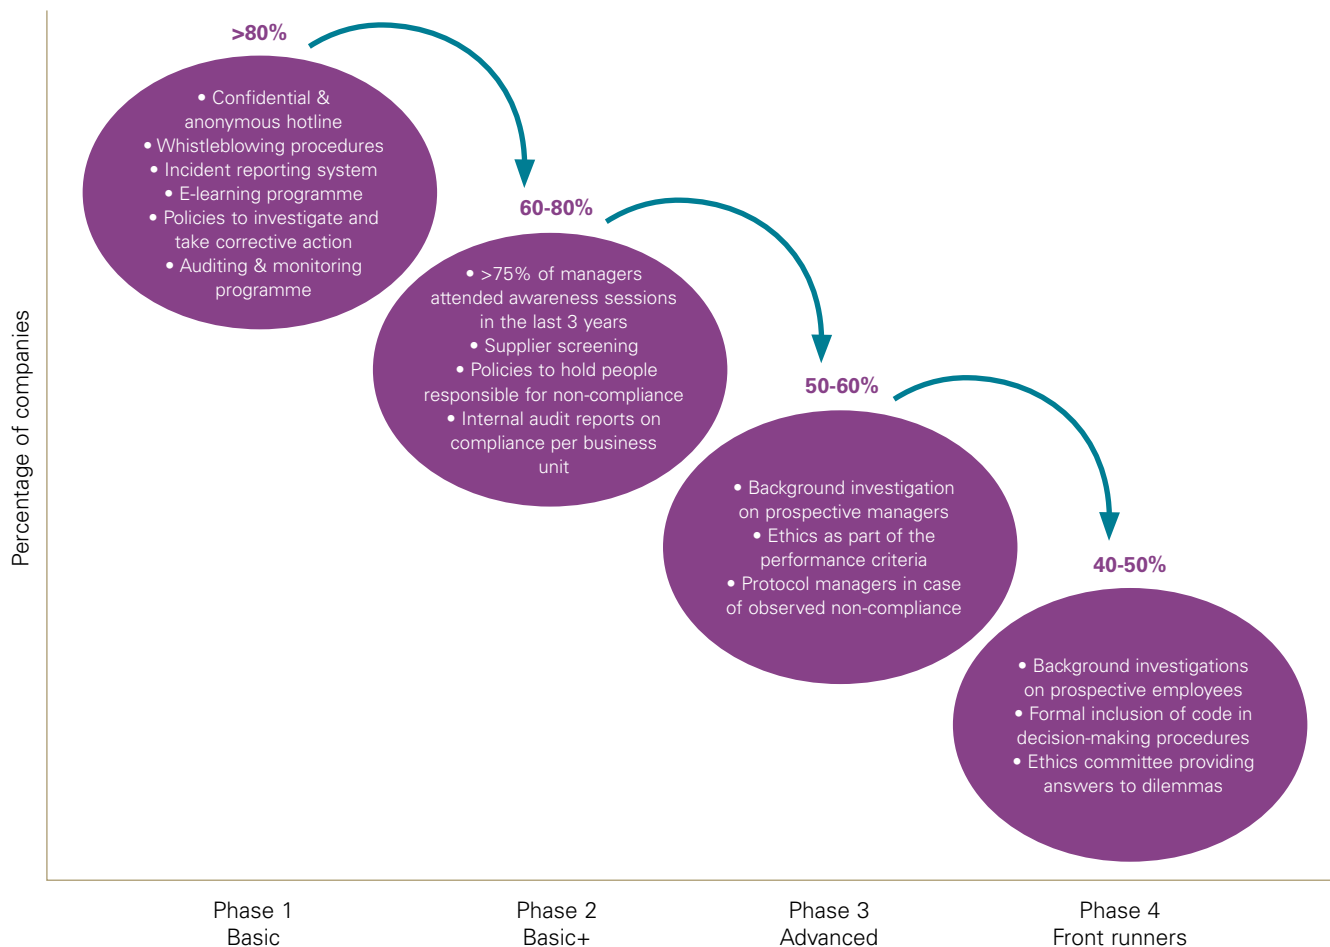 >80%
• Confidential &
anonymous hotline
• Whistleblowing procedures
• Incident reporting system
• E-learning programme
• Policies to investigate and
take corrective action
• Auditing & monitoring
programme
60-80%
• >75% of managers
attended awareness sessions
in the last 3 years
• Supplier screening
• Policies to hold people
responsible for non-compliance
• Internal audit reports on
compliance per business
unit
50-60%
• Background investigation
on prospective managers
• Ethics as part of the
performance criteria
• Protocol managers in case
of observed non-compliance
40-50%
• Background investigations
on prospective employees
• Formal inclusion of code in
decision-making procedures
• Ethics committee providing
answers to dilemmas
Percentage of companies
Phase 1
Basic
Phase 2
Basic+
Phase 3
Advanced
Phase 4
Front runners